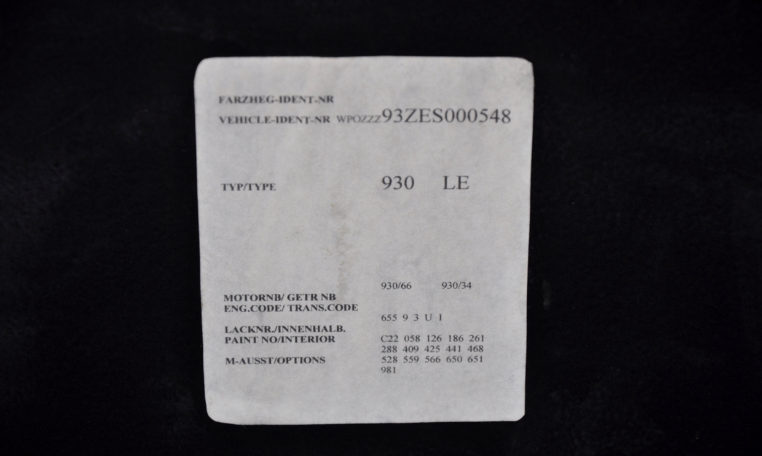 FARZHEG-IDENT-NR
VEHICLE-IDENT-NR WPOZZZ93ZES000548
TYP/TYPE 930 LE
930/66 930/34
MOTORNB/ GETR NB
ENG.CODE/ TRANS.CODE
655 9 3 U 1
LACKNR./INNENHALB.
PAINT NO/INTERIOR C22 058 126 186 261
288 409 425 441 468
M-AUSST/OPTIONS 528 559 566 650 651
981